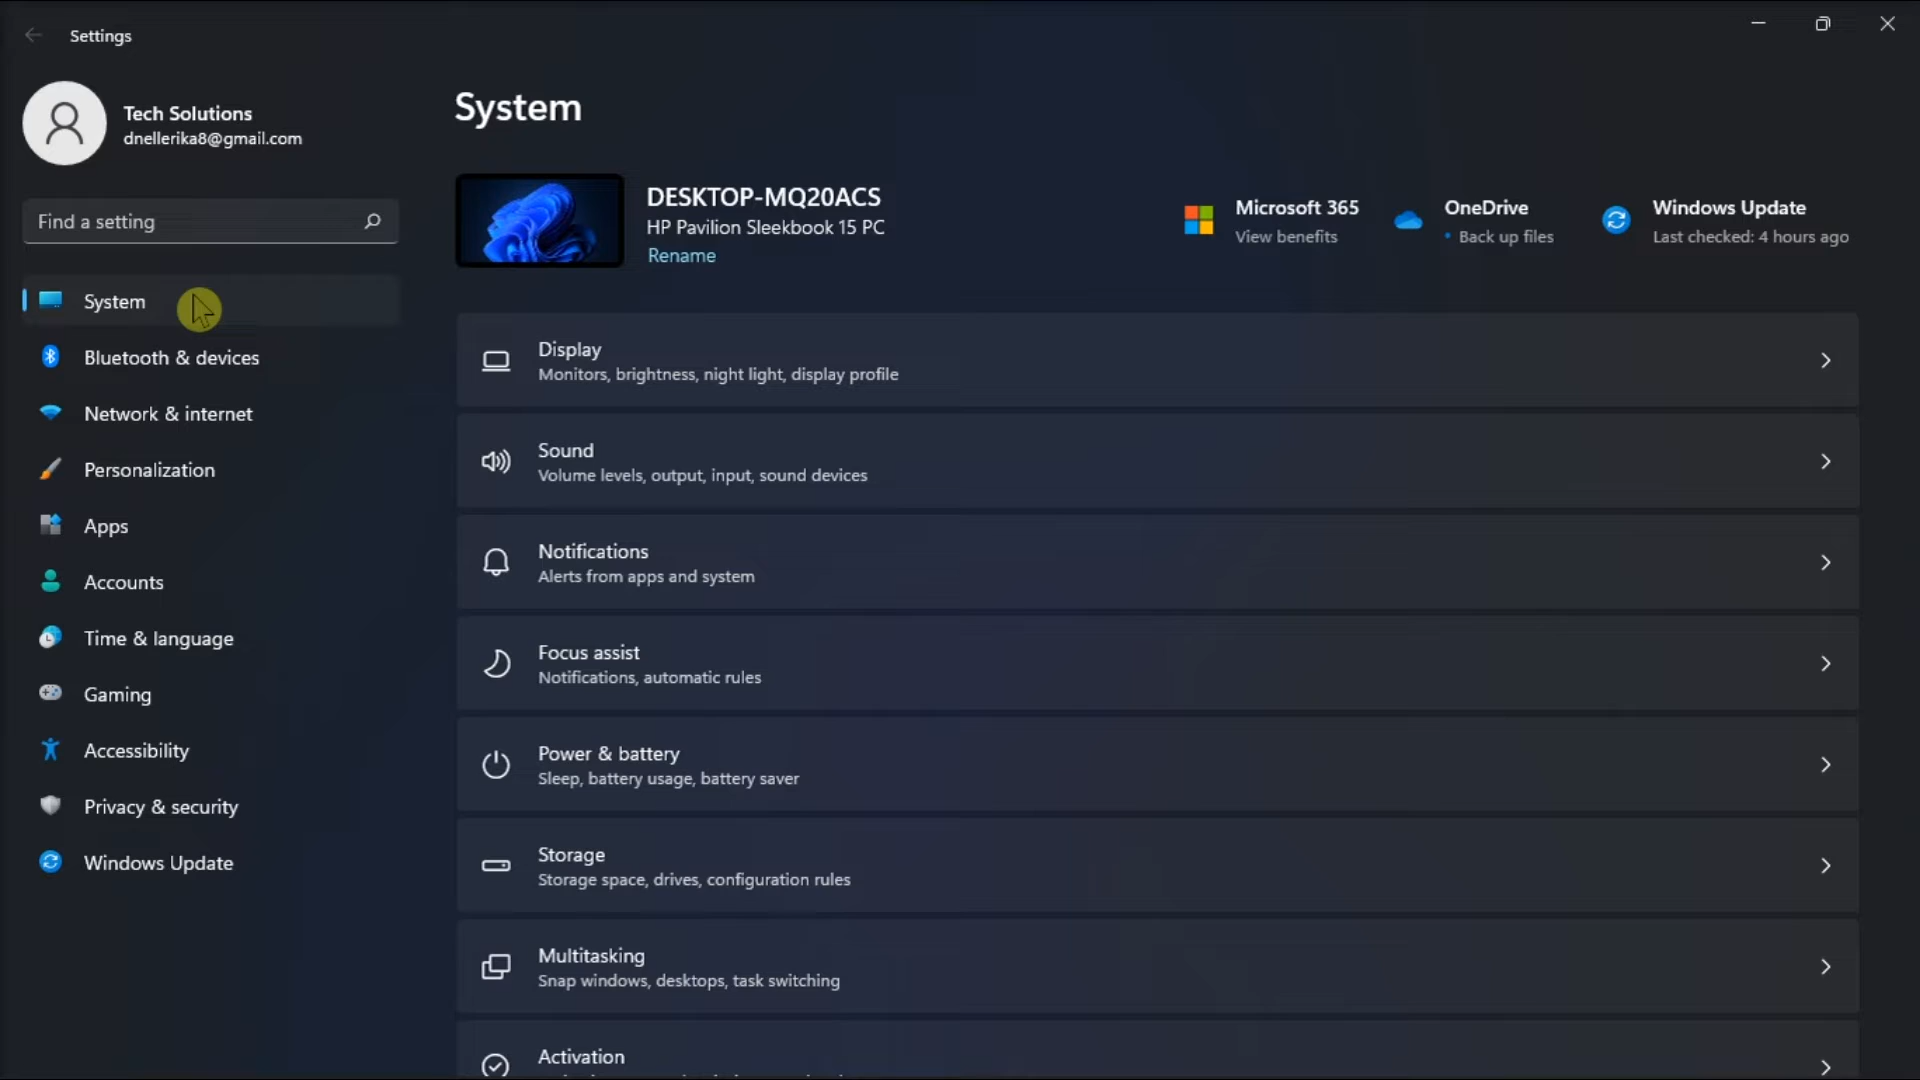 Settings
Tech Solutions
dnellerika8@gmail.com
Find a setting
System
Bluetooth & devices
Network & internet
Personalization
Apps
Accounts
Time & language
Gaming
Accessibility
Privacy & security
Windows Update
System
DESKTOP-MQ20ACS
HP Pavilion Sleekbook 15 PC
Rename
Microsoft 365
View benefits
OneDrive
• Back up files
Windows Update
Last checked: 4 hours ago
Display
Monitors, brightness, night light, display profile
Sound
Volume levels, output, input, sound devices
Notifications
Alerts from apps and system
Focus assist
Notifications, automatic rules
Power & battery
Sleep, battery usage, battery saver
Storage
Storage space, drives, configuration rules
Multitasking
Snap windows, desktops, task switching
Activation